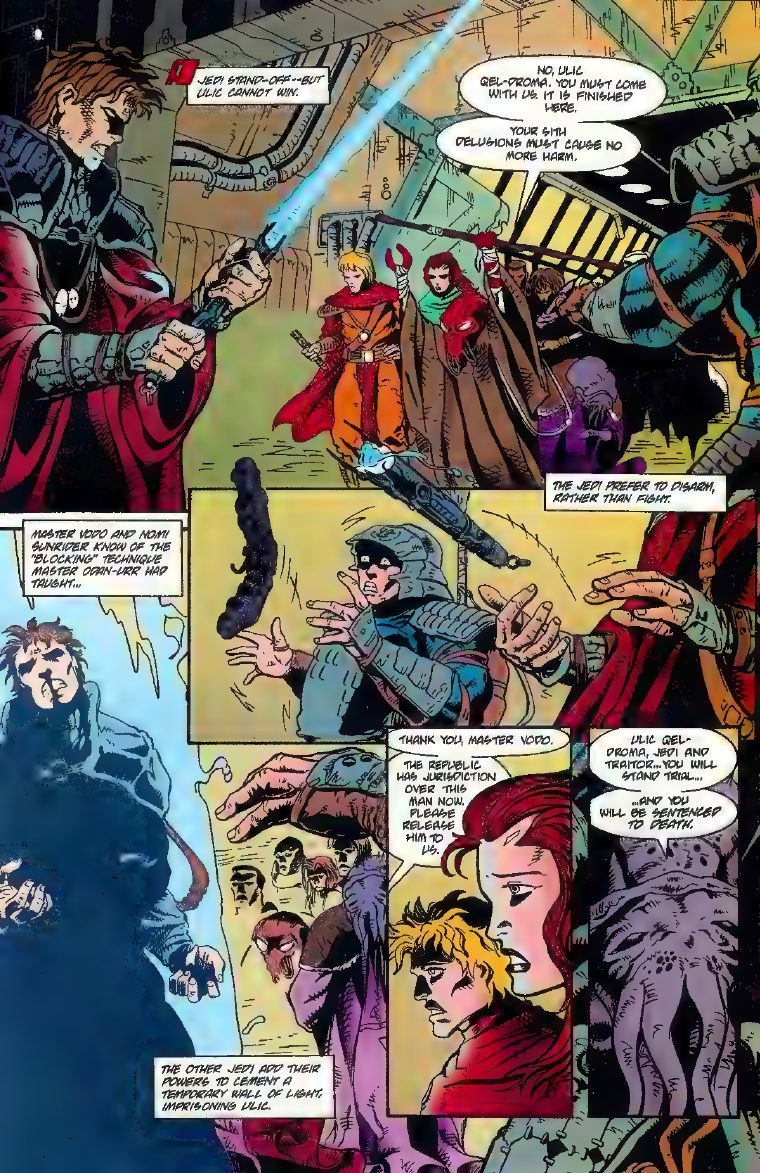 A JEDI STAND-OFF--BUT
ULIC CANNOT WIN.
NO, ULIC
QEL-DROMA. YOU MUST COME
WITH US. IT IS FINISHED
HERE.
YOUR SITH
DELUSIONS MUST CAUSE NO
MORE HARM.
THE JEDI PREFER TO DISARM,
RATHER THAN FIGHT.
MASTER VODO AND NOMI
SUNRIDER KNOW OF THE
"BLOCKING" TECHNIQUE
MASTER ODAN-URR HAD
TAUGHT...
THE OTHER JEDI ADD THEIR
POWERS TO CEMENT A
TEMPORARY WALL OF LIGHT,
IMPRISONING ULIC.
THANK YOU, MASTER VODO.
THE REPUBLIC
HAS JURISDICTION
OVER THIS
MAN NOW.
PLEASE
RELEASE
HIM TO
US.
ULIC QEL-
DROMA, JEDI AND
TRAITOR...YOU WILL
STAND TRIAL...
...AND YOU
WILL BE SENTENCED
TO DEATH.